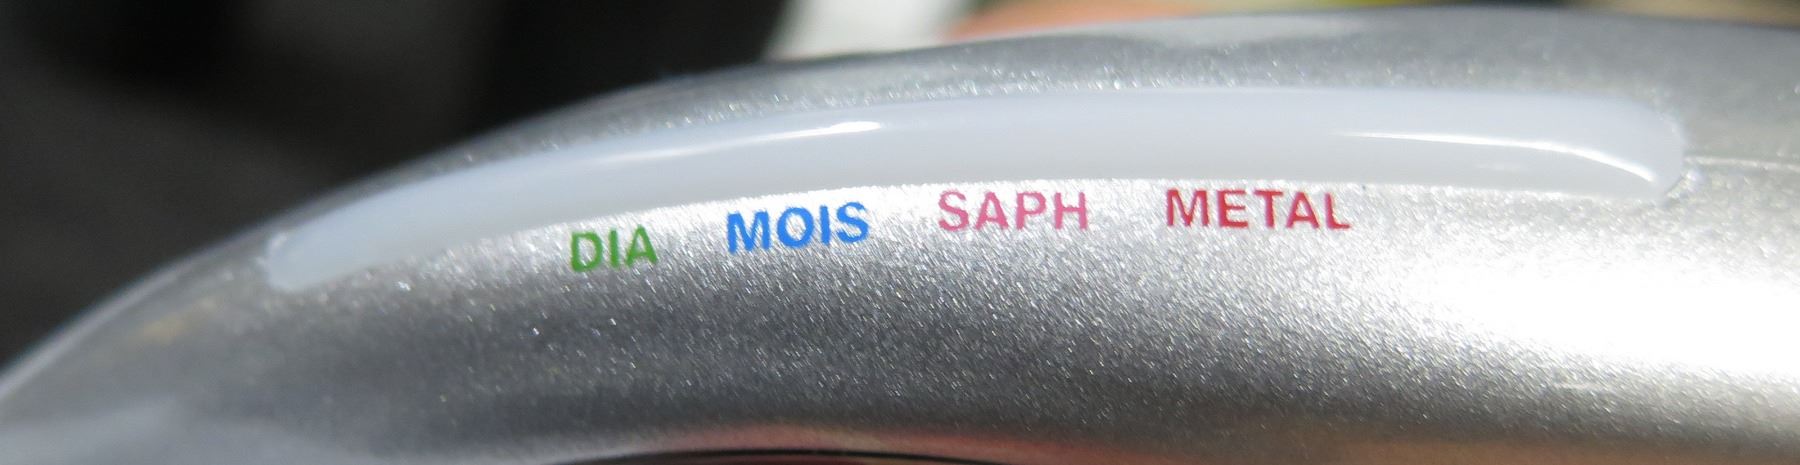 DIA MOIS SAPH METAL